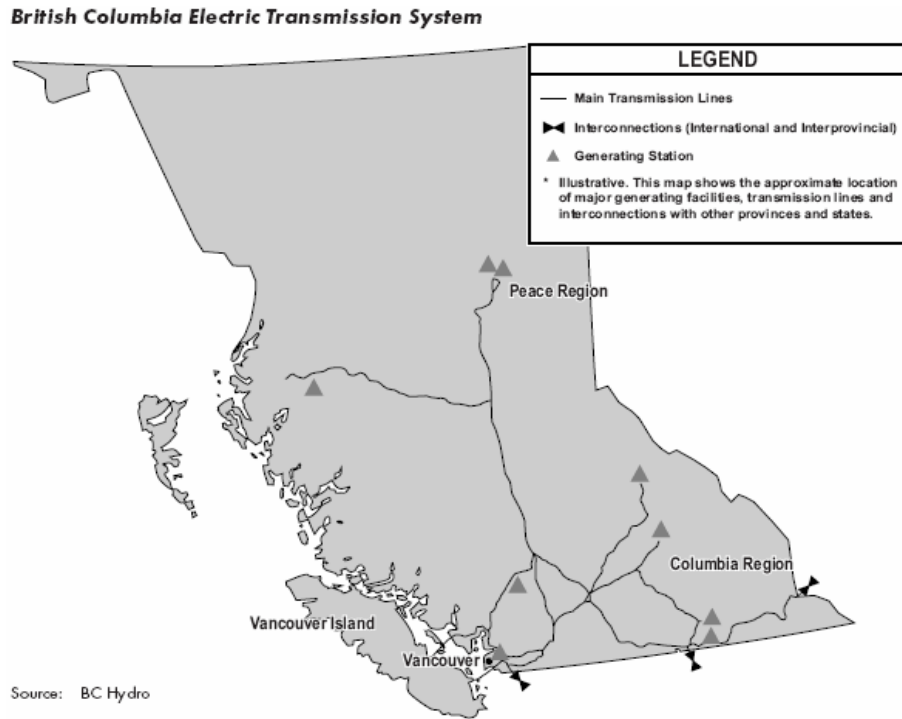 British Columbia Electric Transmission System
LEGEND
Main Transmission Lines
Interconnections (International and Interprovincial)
Generating Station
* Illustrative. This map shows the approximate location
of major generating facilities, transmission lines and
interconnections with other provinces and states.
Peace Region
Columbia Region
Vancouver Island
Vancouver
Source: BC Hydro